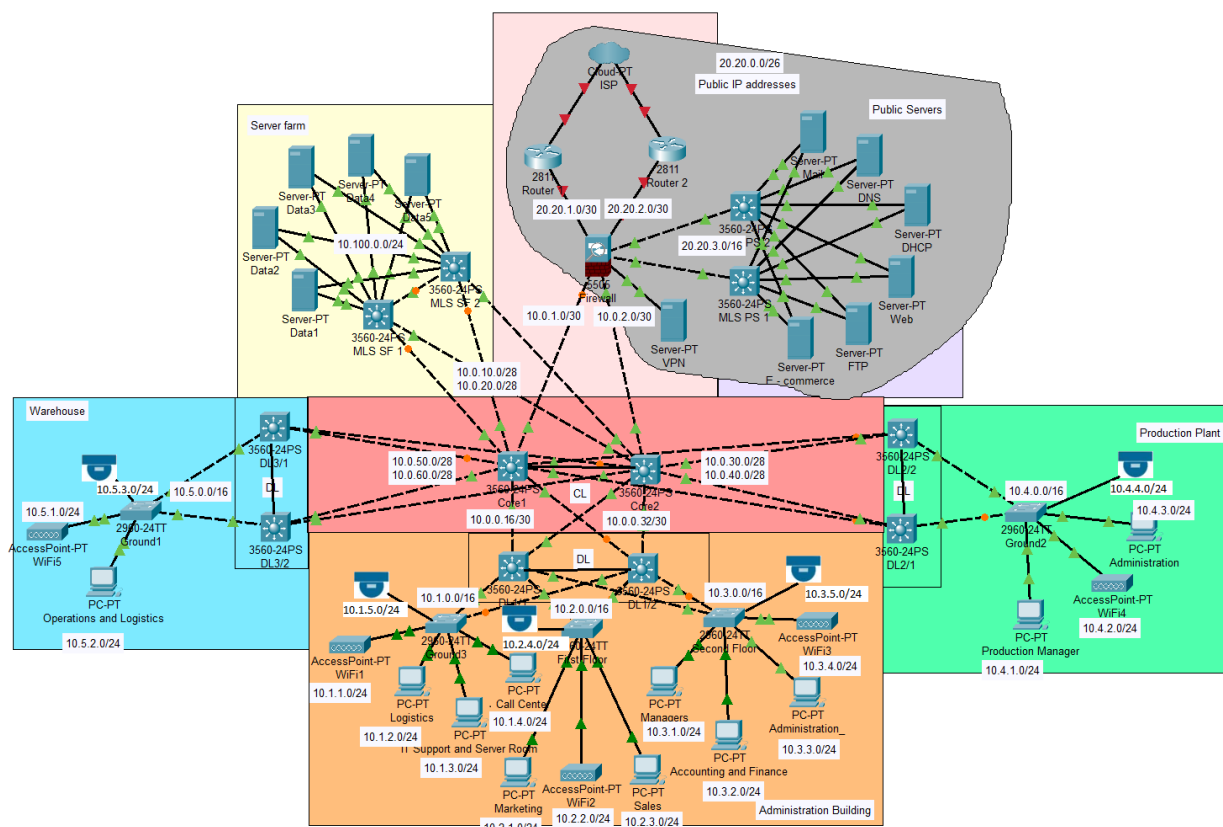 20.20.0.0/26
Public IP addresses
Cloud-PT
ISP
Public Servers
Server farm
2811
Router
2811
Router 2
20.20.1.0/30
20.20.2.0/30
Server-PT
Mail
Server-PT
DNS
Server-PT
DHCP
Server-PT
Web
Server-PT
FTP
Server-PT
E - commerce
Server-PT
VPN
3560-24PS
20.20.3.0/16
3560-24PS
MLS PS 1
5505
Firewall
10.0.1.0/30
10.0.2.0/30
Server-PT
Data3
Server-PT
Data4
Server-PT
Data5
10.100.0.0/24
Server-PT
Data2
Server-PT
Data1
3560-24PS
MLS SF 2
3560-24PS
MLS SF 1
10.0.10.0/28
10.0.20.0/28
Warehouse
3560-24PS
DL3/1
DL
3560-24PS
DL3/2
10.5.3.0/24
10.5.0.0/16
10.5.1.0/24
2960-24TT
Ground1
AccessPoint-PT
WiFi5
PC-PT
Operations and Logistics
10.5.2.0/24
10.0.50.0/28
10.0.60.0/28
3560-24PS
Core1
CL
3560-24PS
Core2
10.0.30.0/28
10.0.40.0/28
10.0.0.16/30
10.0.0.32/30
Production Plant
3560-24PS
DL2/2
DL
3560-24PS
DL2/1
10.4.0.0/16
10.4.4.0/24
10.4.3.0/24
2960-24TT
Ground2
PC-PT
Administration
AccessPoint-PT
WiFi4
10.4.2.0/24
PC-PT
Production Manager
10.4.1.0/24
DL
3560-24PS
DL1/1
3560-24PS
DL1/2
10.1.0.0/16
10.2.0.0/16
10.3.0.0/16
10.1.5.0/24
10.2.4.0/24
10.3.5.0/24
2960-24TT
Ground3
First Floor
2960-24TT
Second Floor
AccessPoint-PT
WiFi1
10.1.1.0/24
PC-PT
Logistics
10.1.2.0/24
PC-PT
IT Support and Server Room
10.1.3.0/24
PC-PT
Call Center
10.1.4.0/24
PC-PT
Marketing
AccessPoint-PT
WiFi2
10.2.2.0/24
PC-PT
Sales
10.2.3.0/24
PC-PT
Managers
10.3.1.0/24
PC-PT
Accounting and Finance
10.3.2.0/24
PC-PT
Administration_
10.3.3.0/24
AccessPoint-PT
WiFi3
10.3.4.0/24
Administration Building